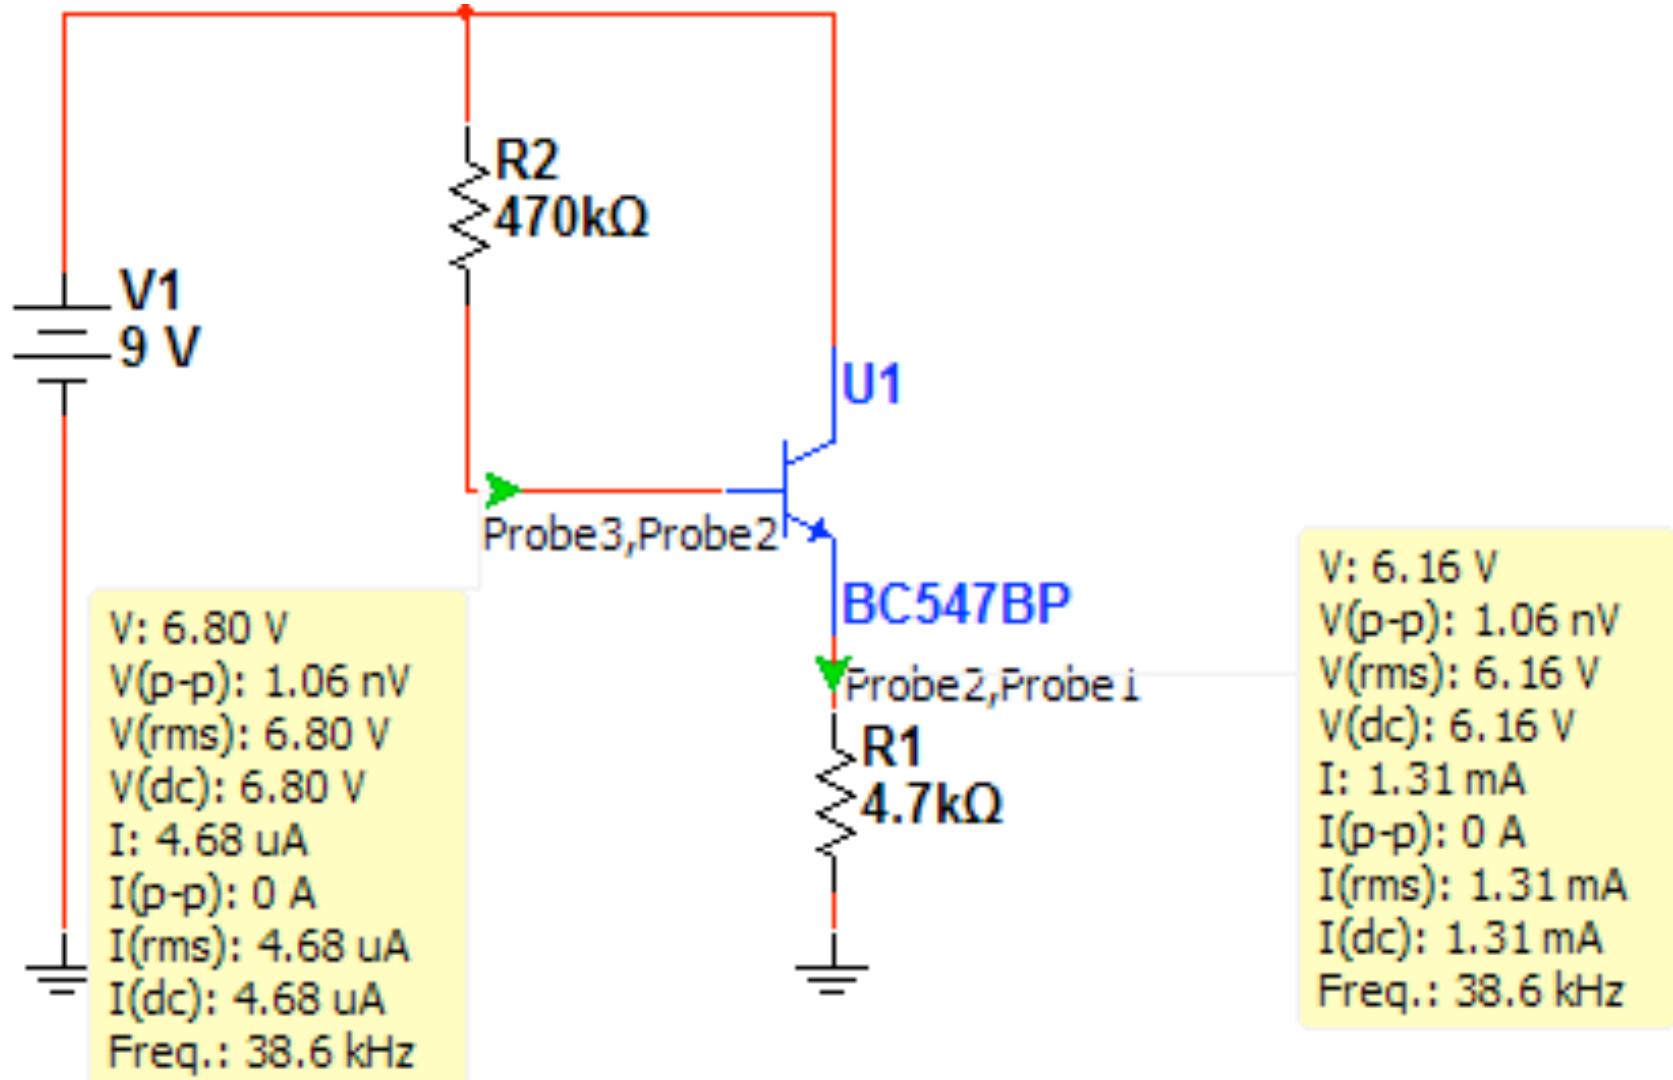 R2
470kΩ
V1
9 V
U1
Probe3,Probe2
BC547BP
Probe2,Probe1
R1
4.7kΩ
V: 6.80 V
V(p-p): 1.06 nV
V(rms): 6.80 V
V(dc): 6.80 V
I: 4.68 uA
I(p-p): 0 A
I(rms): 4.68 uA
I(dc): 4.68 uA
Freq.: 38.6 kHz
V: 6.16 V
V(p-p): 1.06 nV
V(rms): 6.16 V
V(dc): 6.16 V
I: 1.31 mA
I(p-p): 0 A
I(rms): 1.31 mA
I(dc): 1.31 mA
Freq.: 38.6 kHz